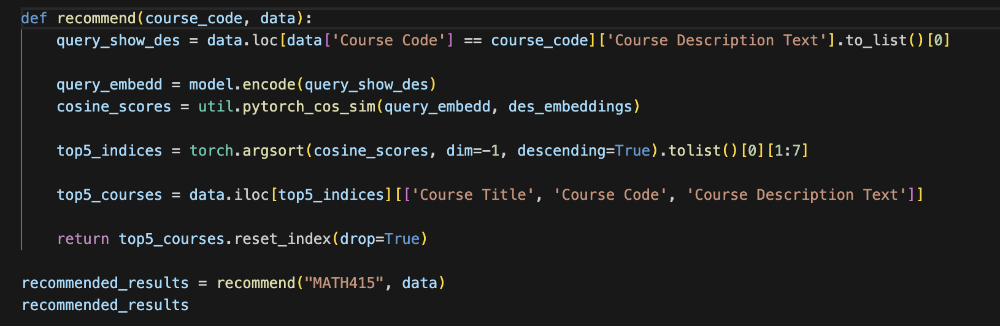 def recommend(course_code, data):
    query_show_des = data.loc[data['Course Code'] == course_code]['Course Description Text'].to_list()[0]

    query_embedd = model.encode(query_show_des)
    cosine_scores = util.pytorch_cos_sim(query_embedd, des_embeddings)

    top5_indices = torch.argsort(cosine_scores, dim=-1, descending=True).tolist()[0][1:7]

    top5_courses = data.iloc[top5_indices][['Course Title', 'Course Code', 'Course Description Text']]

    return top5_courses.reset_index(drop=True)

recommended_results = recommend("MATH415", data)
recommended_results